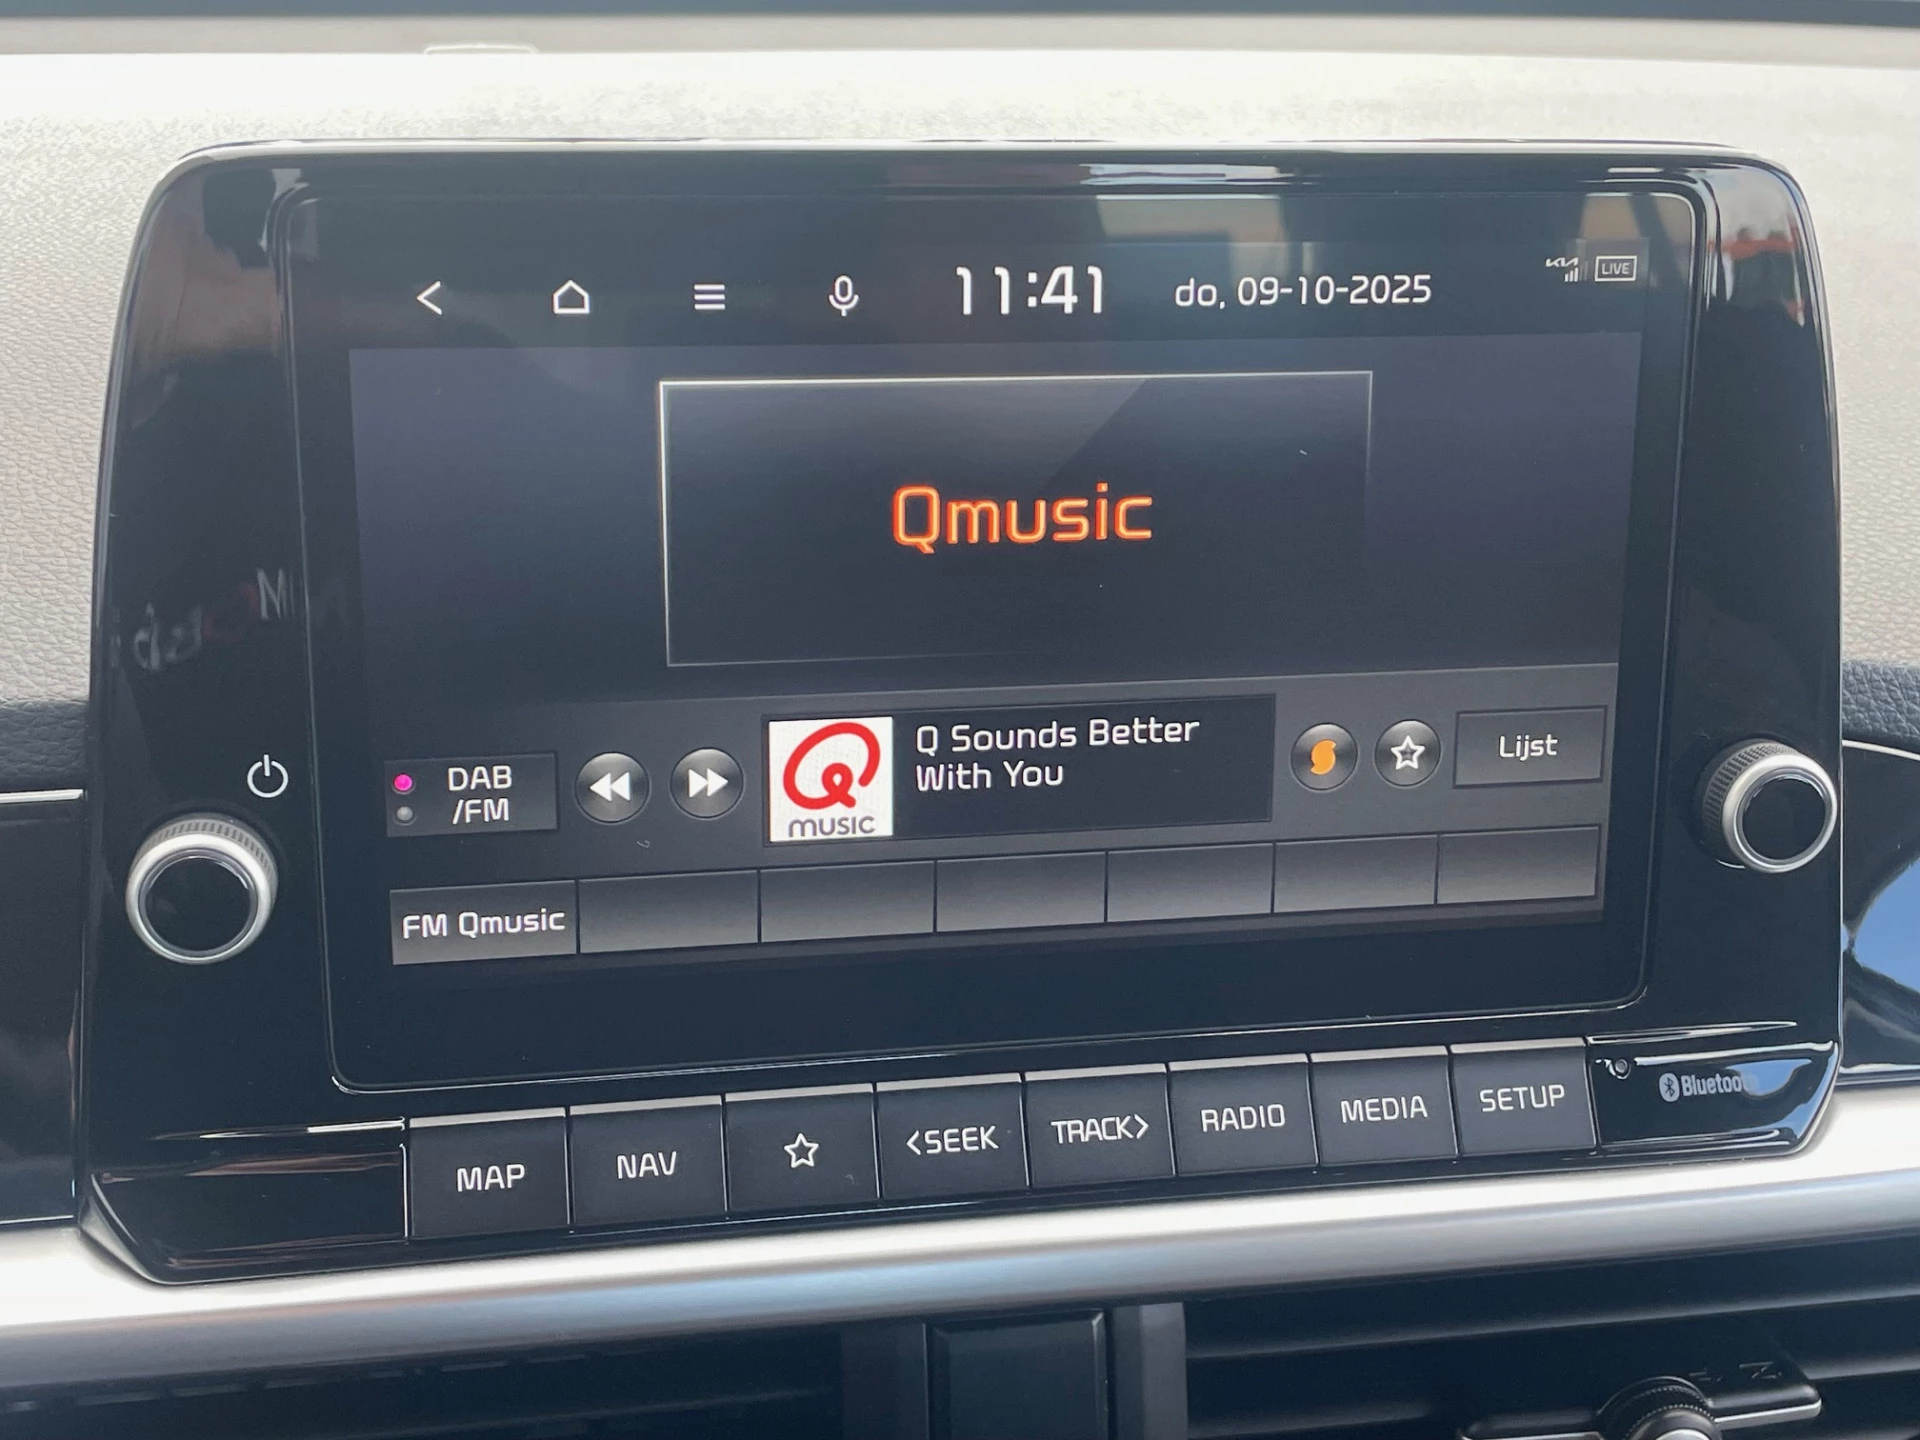 11:41 do, 09-10-2025
LIVE
Qmusic
DAB
/FM
MUSIC
Q Sounds Better
With You
Lijst
FM Qmusic
MAP NAV <SEEK TRACK> RADIO MEDIA SETUP
Bluetooth